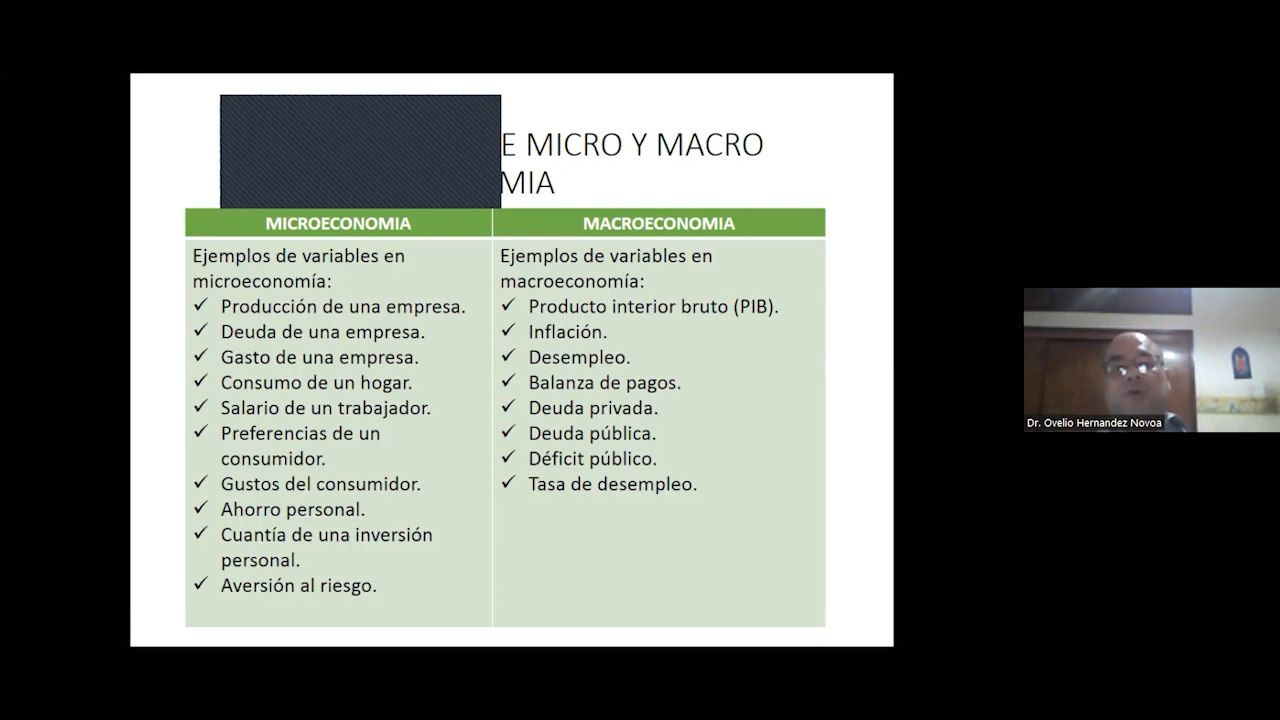 E MICRO Y MACRO
MIA
MICROECONOMIA
MACROECONOMIA
Ejemplos de variables en
microeconomía:
✓ Producción de una empresa.
✓ Deuda de una empresa.
✓ Gasto de una empresa.
✓ Consumo de un hogar.
✓ Salario de un trabajador.
✓ Preferencias de un
consumidor.
✓ Gustos del consumidor.
✓ Ahorro personal.
✓ Cuantía de una inversión
personal.
✓ Aversión al riesgo.
Ejemplos de variables en
macroeconomía:
✓ Producto interior bruto (PIB).
✓ Inflación.
✓ Desempleo.
✓ Balanza de pagos.
✓ Deuda privada.
✓ Deuda pública.
✓ Déficit público.
✓ Tasa de desempleo.
Dr. Ovelio Hernandez Novoa